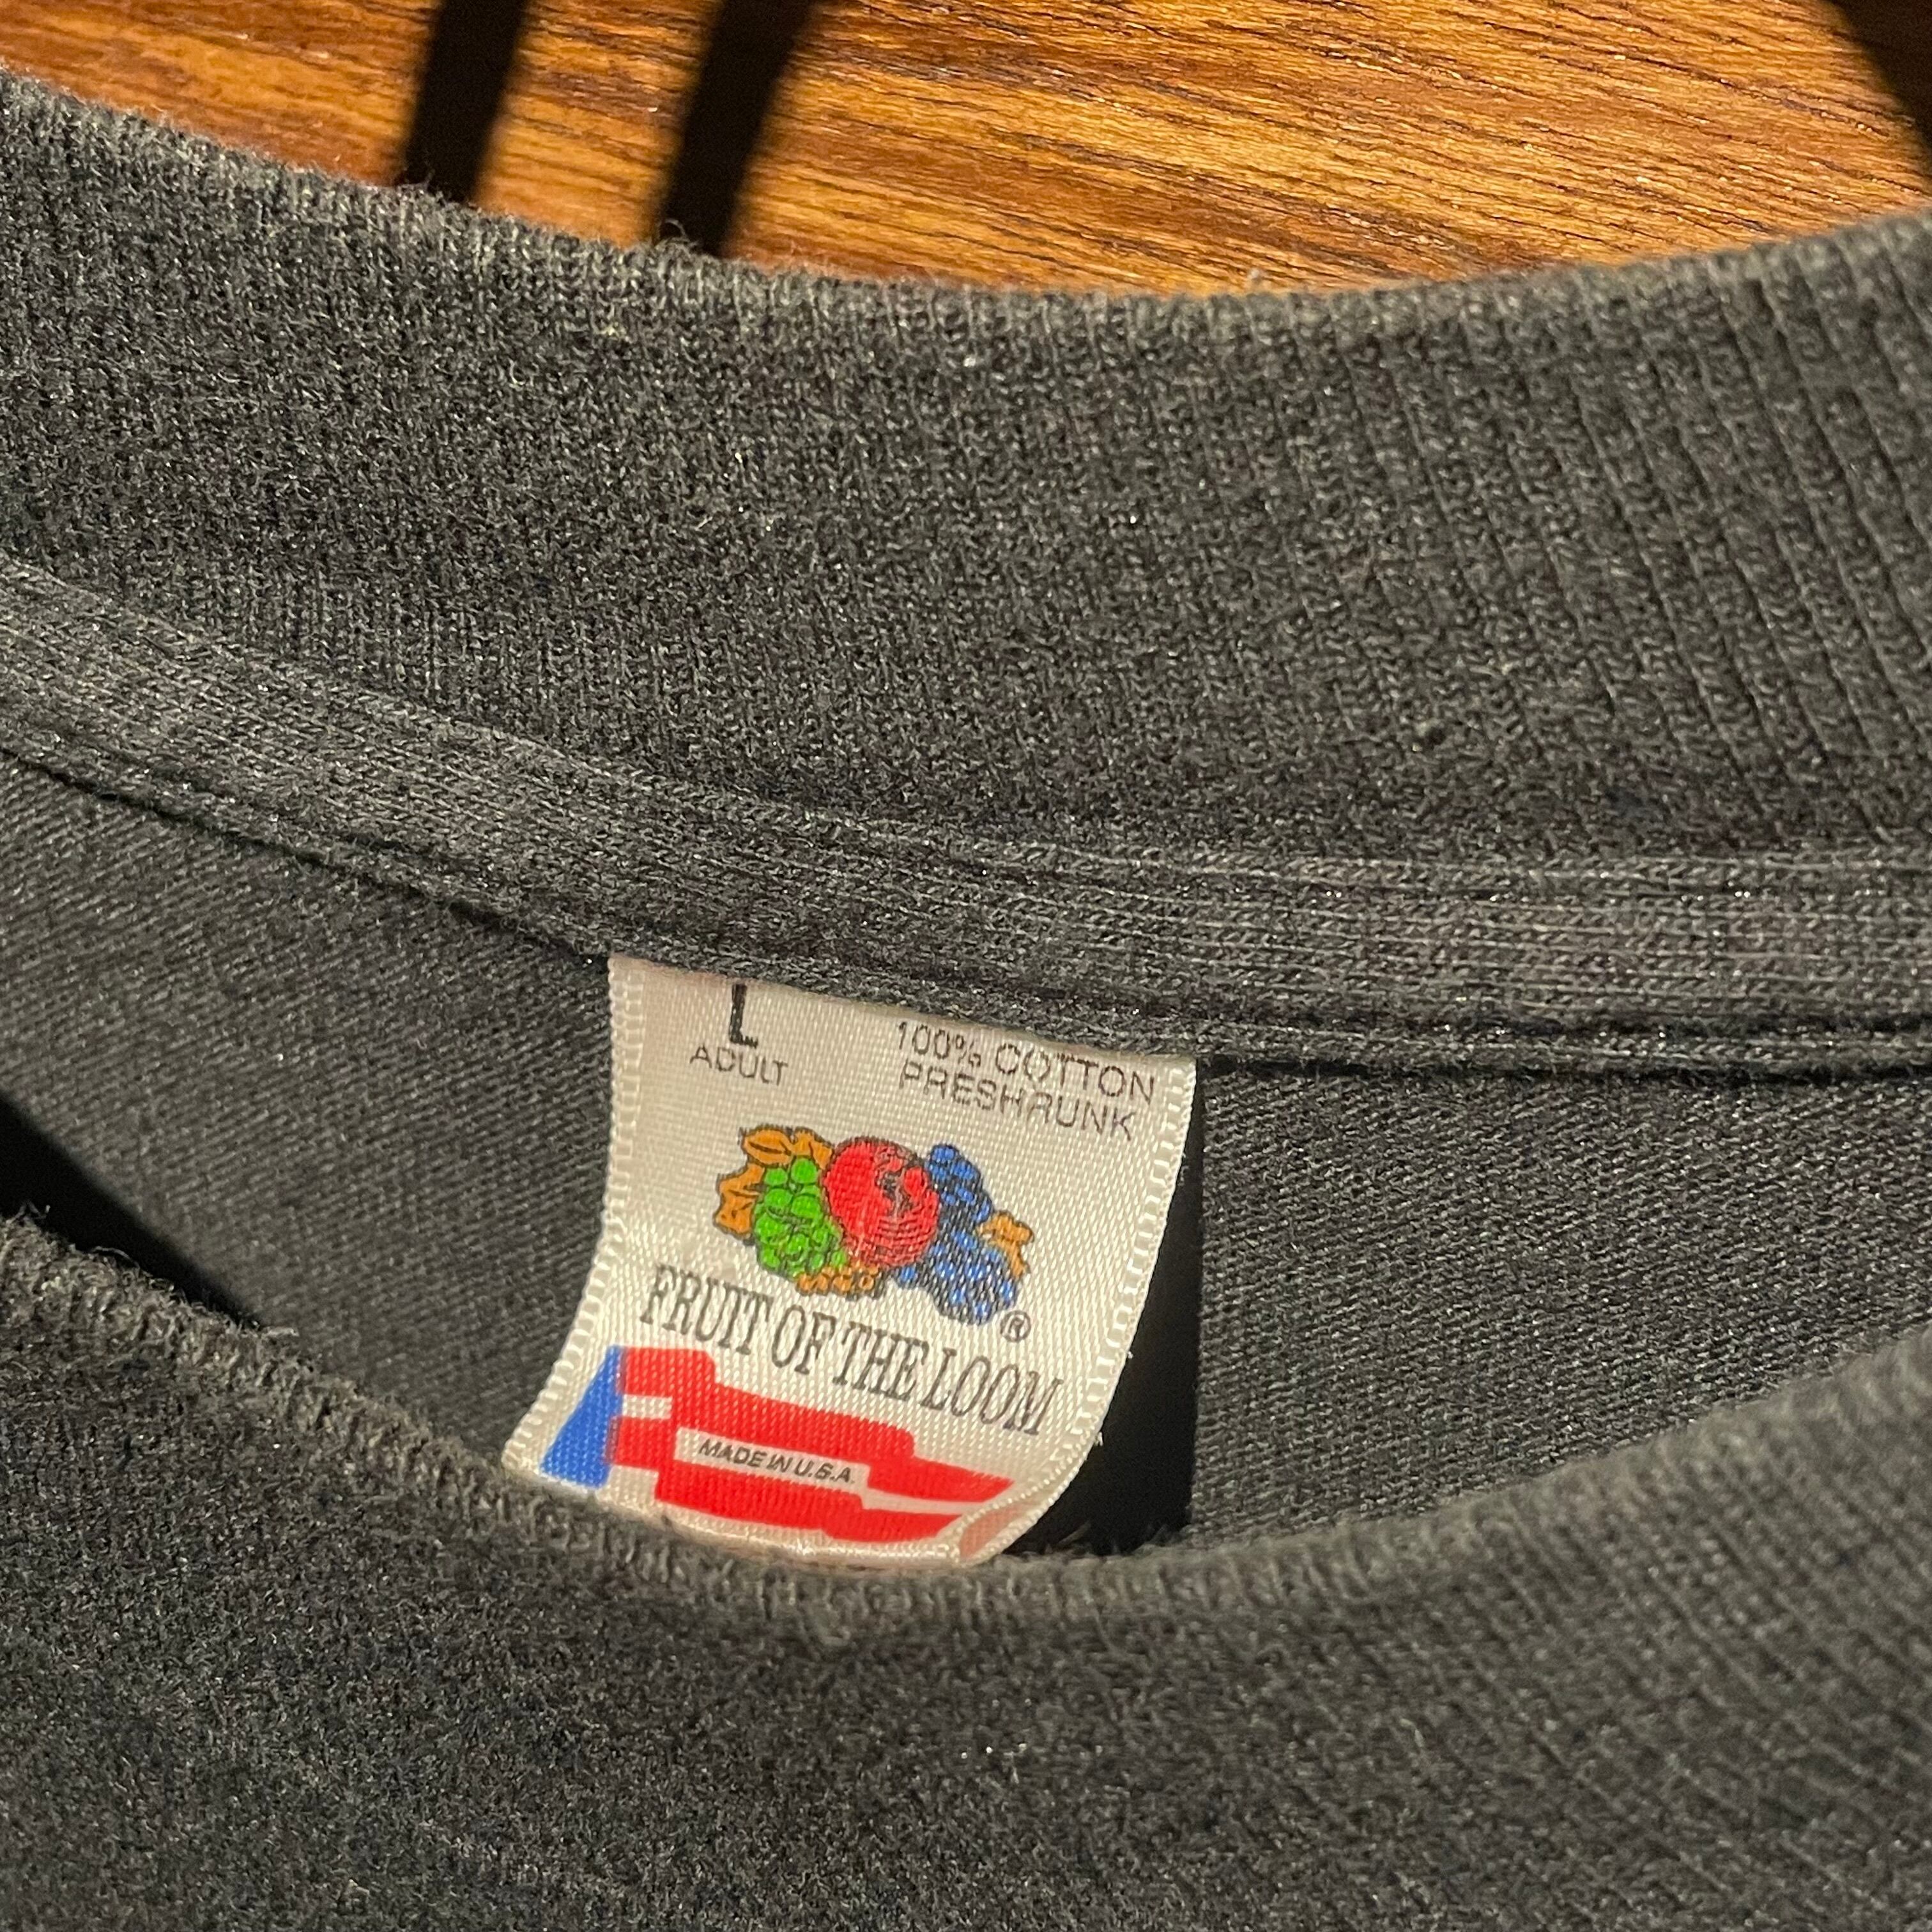 L
ADULT
100% COTTON
PRESHRUNK
®
FRUIT OF THE LOOM
MADE IN U.S.A.